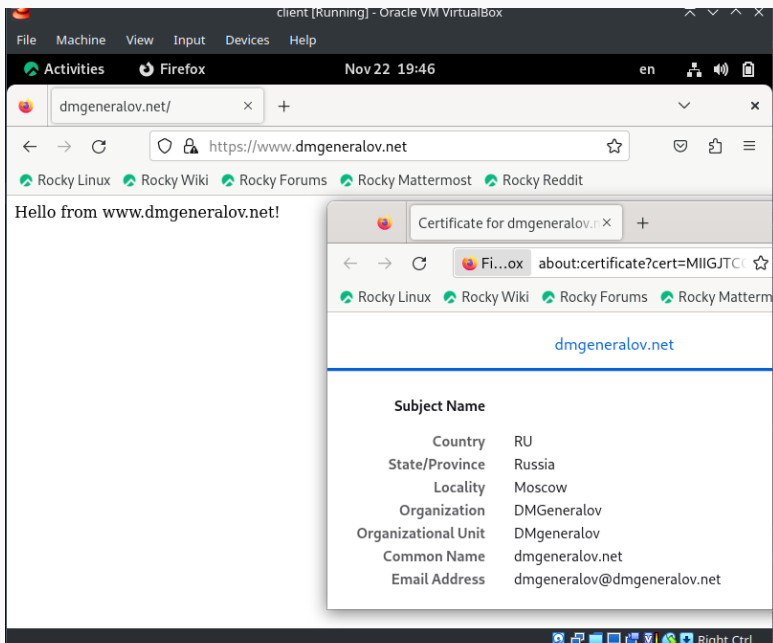 client [Running] - Oracle VM VirtualBox
File Machine View Input Devices Help
Activities Firefox Nov 22 19:46 en
dmgeneralov.net/
https://www.dmgeneralov.net
Rocky Linux Rocky Wiki Rocky Forums Rocky Mattermost Rocky Reddit
Hello from www.dmgeneralov.net!
Certificate for dmgeneralov.n
Fi...ox about:certificate?cert=MIIGJTC
Rocky Linux Rocky Wiki Rocky Forums Rocky Matterm
dmgeneralov.net
Subject Name
Country RU
State/Province Russia
Locality Moscow
Organization DMGeneralov
Organizational Unit DMgeneralov
Common Name dmgeneralov.net
Email Address dmgeneralov@dmgeneralov.net
Right Ctrl